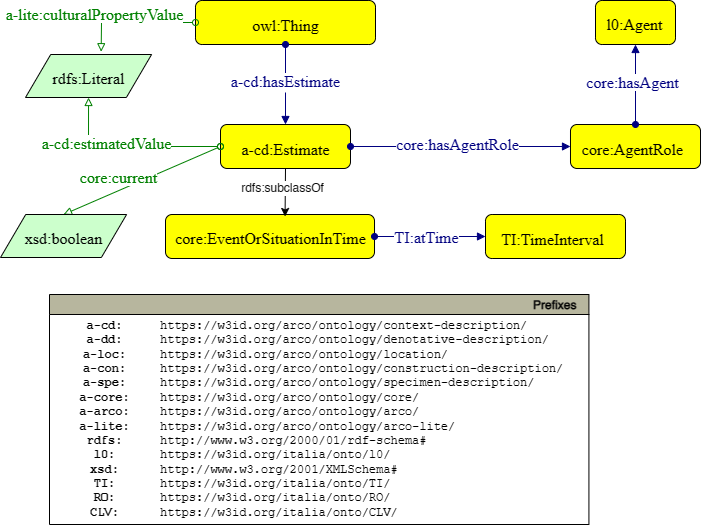 a-lite:culturalPropertyValue
owl:Thing
l0:Agent
rdfs:Literal
a-cd:hasEstimate
core:hasAgent
a-cd:estimatedValue
a-cd:Estimate
core:hasAgentRole
core:AgentRole
core:current
rdfs:subclassOf
xsd:boolean
core:EventOrSituationInTime
TI:atTime
TI:TimeInterval
Prefixes
a-cd: https://w3id.org/arco/ontology/context-description/
a-dd: https://w3id.org/arco/ontology/denotative-description/
a-loc: https://w3id.org/arco/ontology/location/
a-con: https://w3id.org/arco/ontology/construction-description/
a-spe: https://w3id.org/arco/ontology/specimen-description/
a-core: https://w3id.org/arco/ontology/core/
a-arco: https://w3id.org/arco/ontology/arco/
a-lite: https://w3id.org/arco/ontology/arco-lite/
rdfs: http://www.w3.org/2000/01/rdf-schema#
l0: https://w3id.org/italia/onto/l0/
xsd: http://www.w3.org/2001/XMLSchema#
TI: https://w3id.org/italia/onto/TI/
RO: https://w3id.org/italia/onto/RO/
CLV: https://w3id.org/italia/onto/CLV/